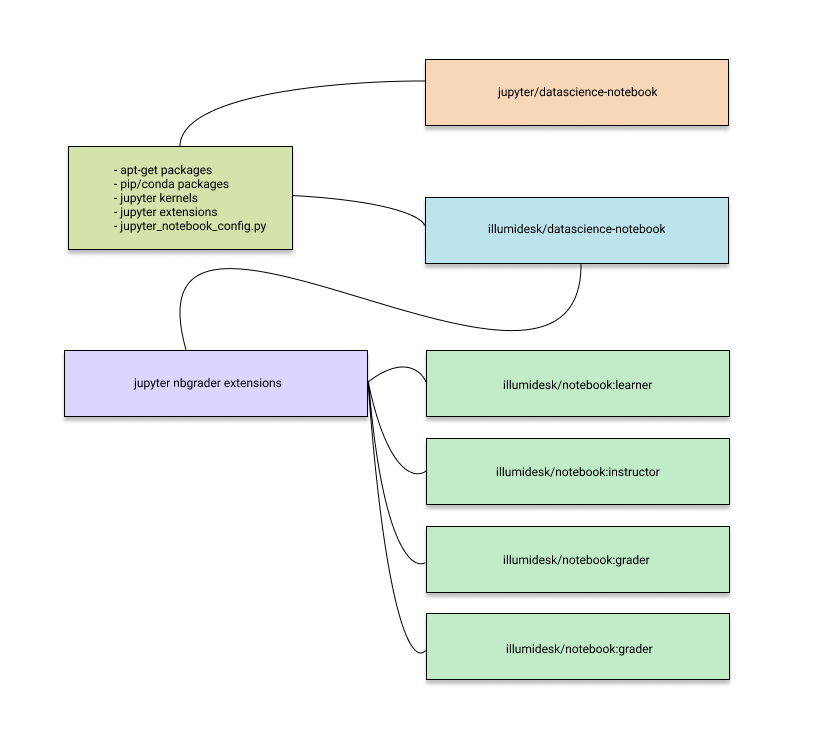 jupyter/datascience-notebook
- apt-get packages
- pip/conda packages
- jupyter kernels
- jupyter extensions
- jupyter_notebook_config.py
illumidesk/datascience-notebook
jupyter nbgrader extensions
illumidesk/notebook:learner
illumidesk/notebook:instructor
illumidesk/notebook:grader
illumidesk/notebook:grader